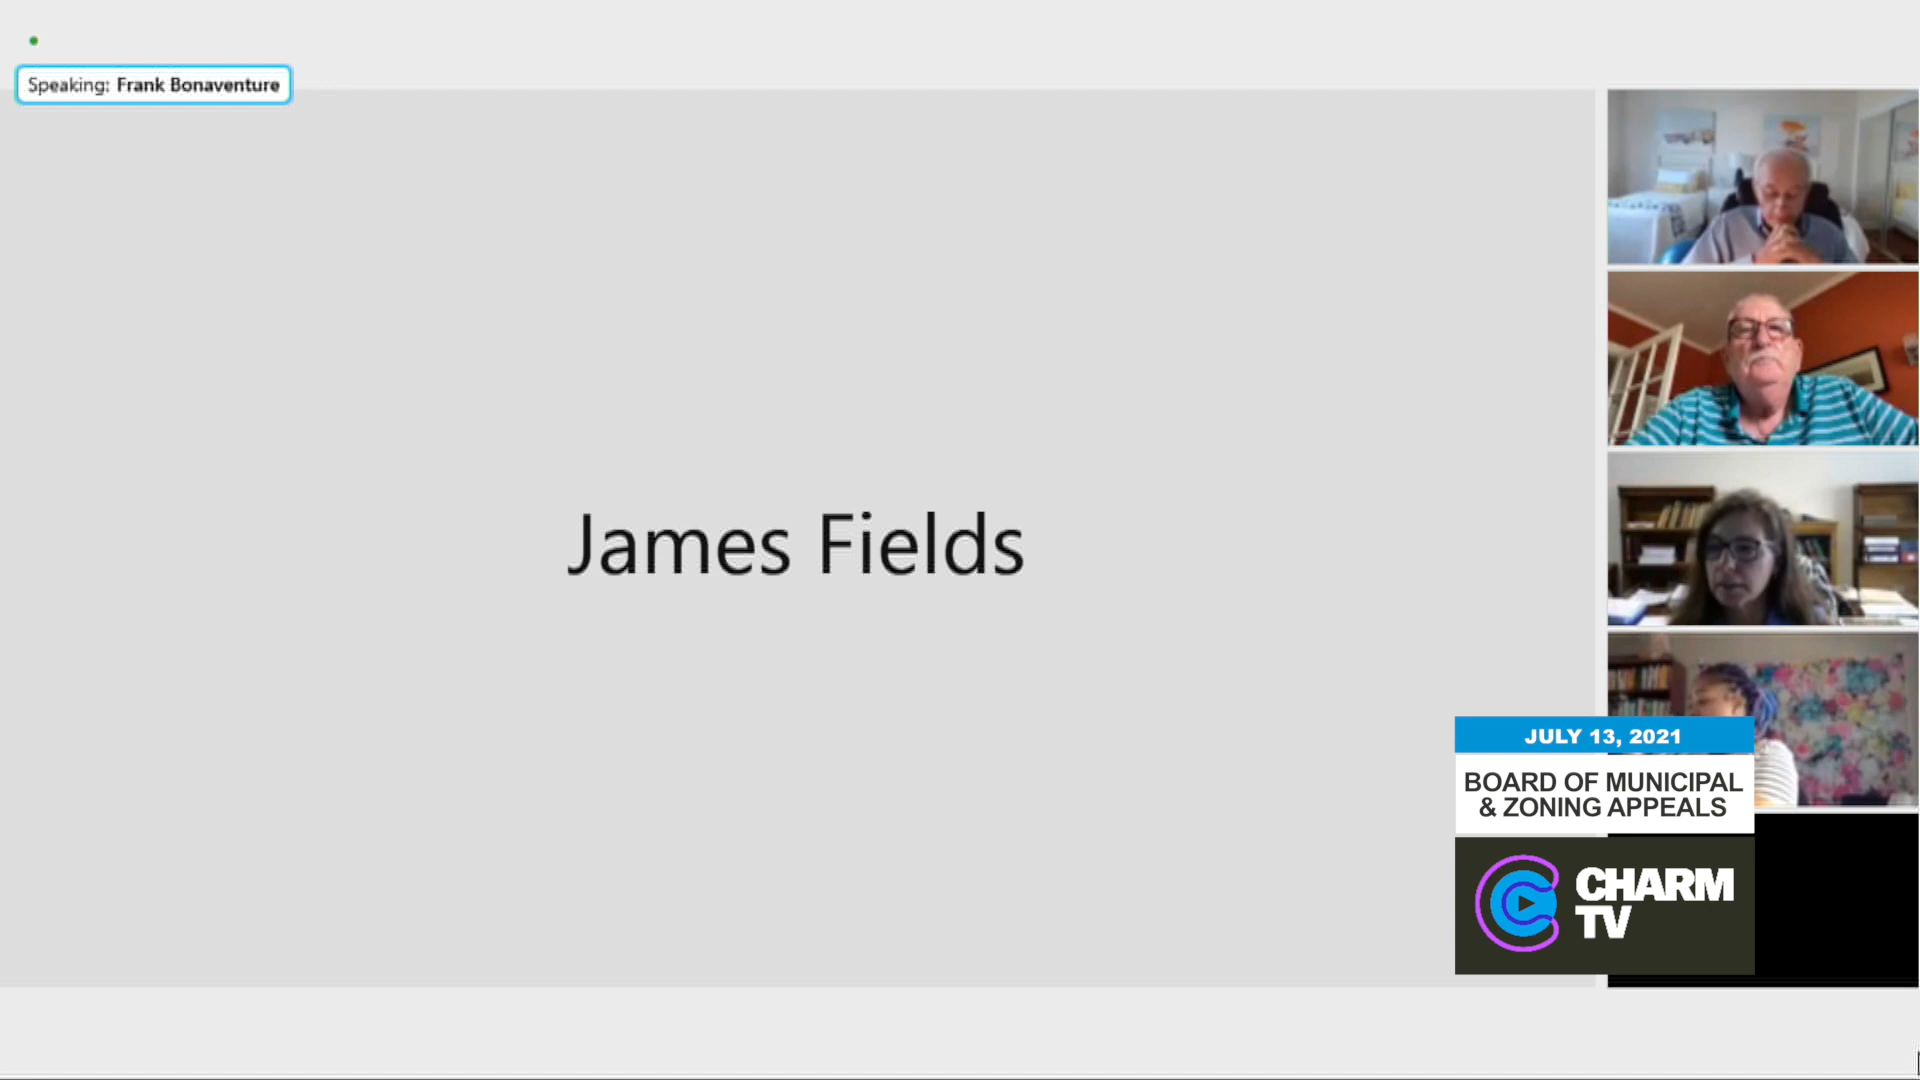 Speaking: Frank Bonaventure
James Fields
JULY 13, 2021
BOARD OF MUNICIPAL
& ZONING APPEALS
CHARM
TV